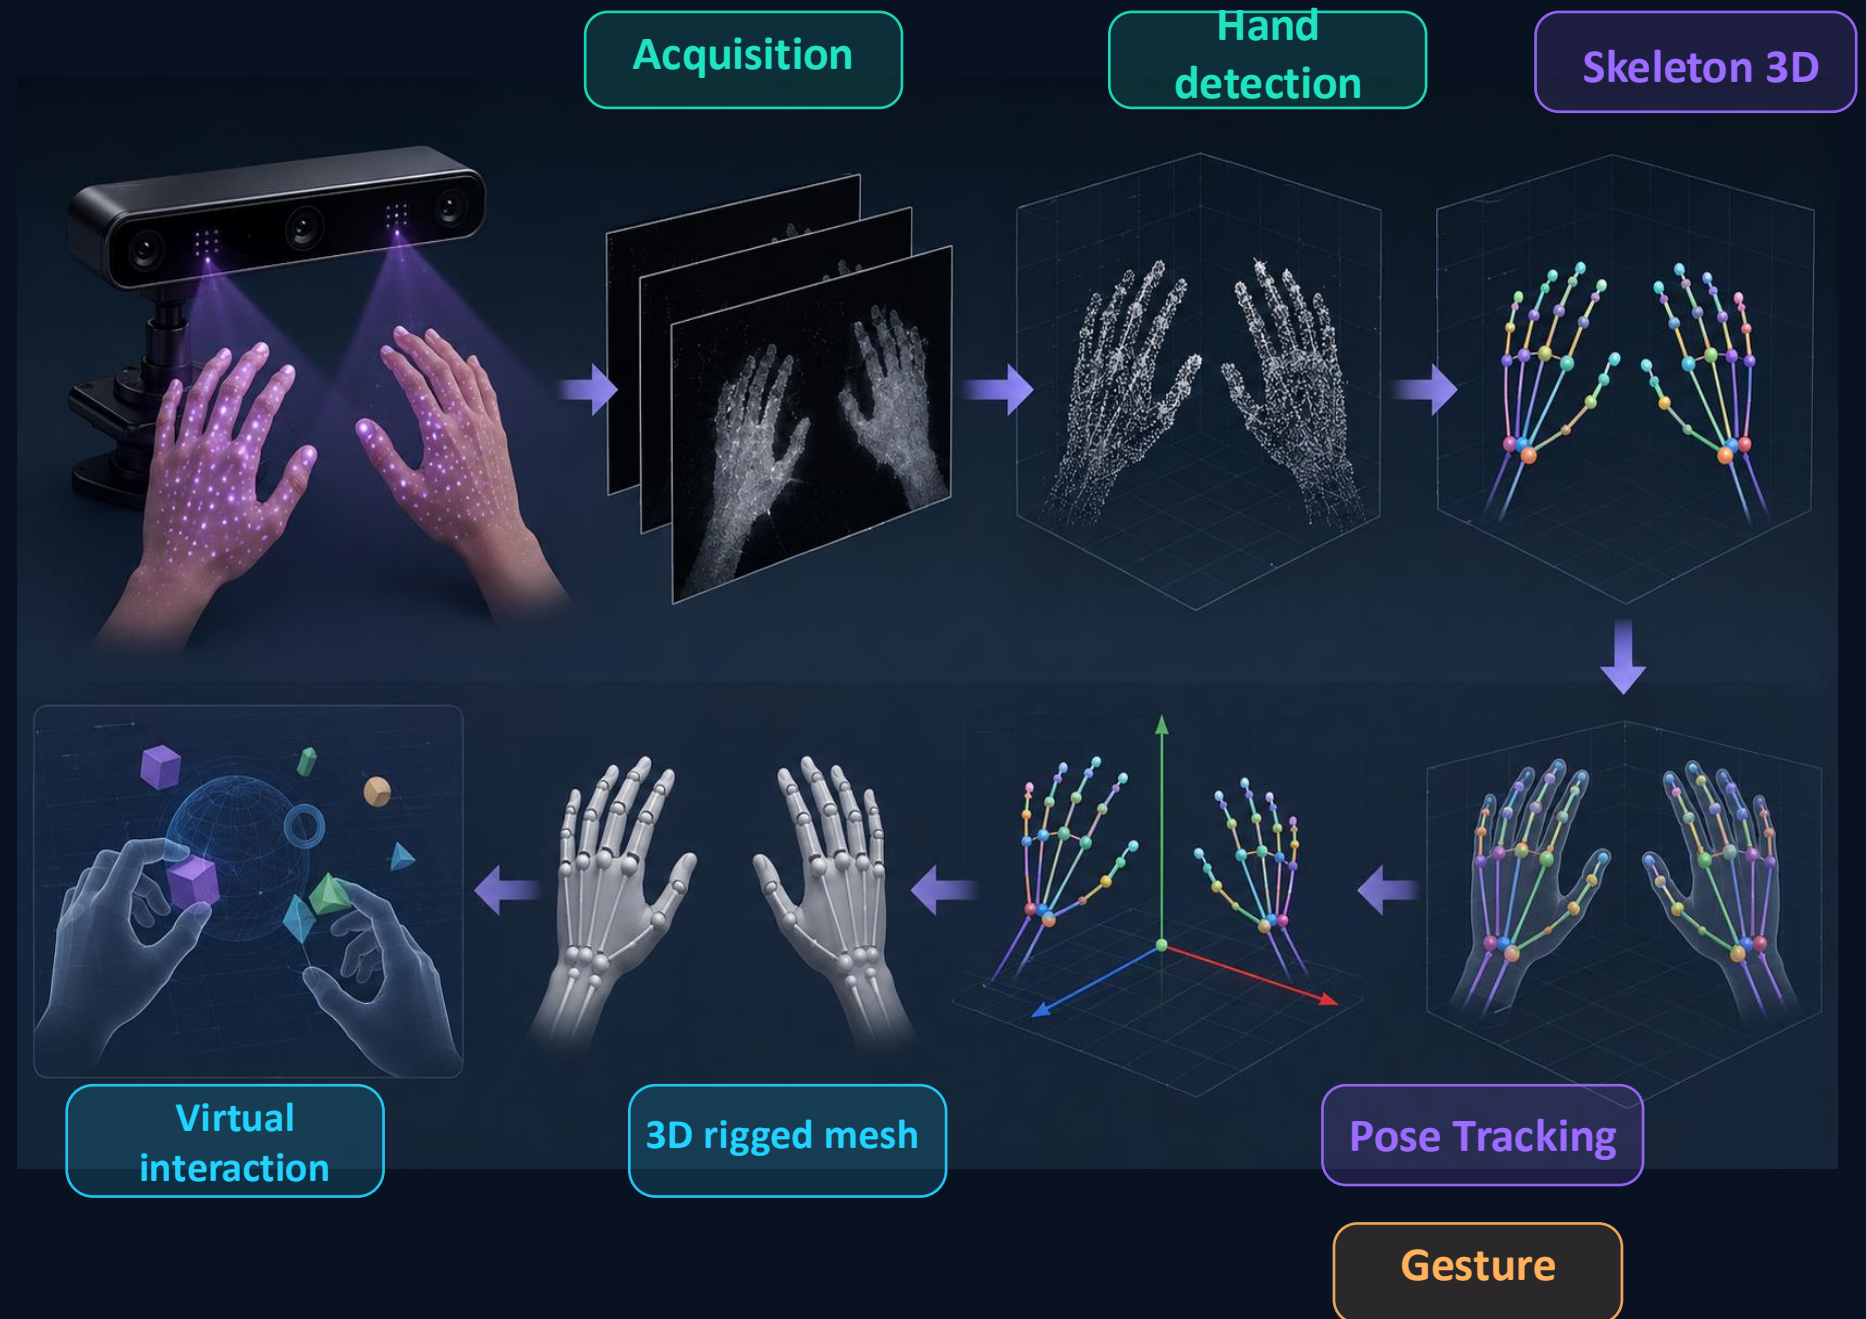 Acquisition
Hand
detection
Skeleton 3D
Virtual
interaction
3D rigged mesh
Pose Tracking
Gesture